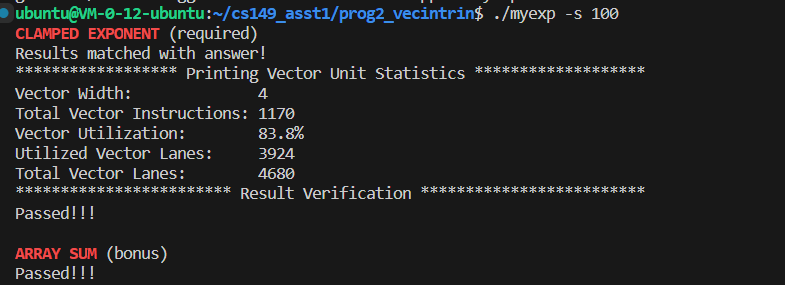 ubuntu@VM-0-12-ubuntu:~/cs149_asst1/prog2_vecintrin$ ./myexp -s 100
CLAMPED EXPONENT (required)
Results matched with answer!
****************** Printing Vector Unit Statistics *******************
Vector Width:              4
Total Vector Instructions: 1170
Vector Utilization:        83.8%
Utilized Vector Lanes:     3924
Total Vector Lanes:        4680
************************ Result Verification *************************
Passed!!!

ARRAY SUM (bonus)
Passed!!!